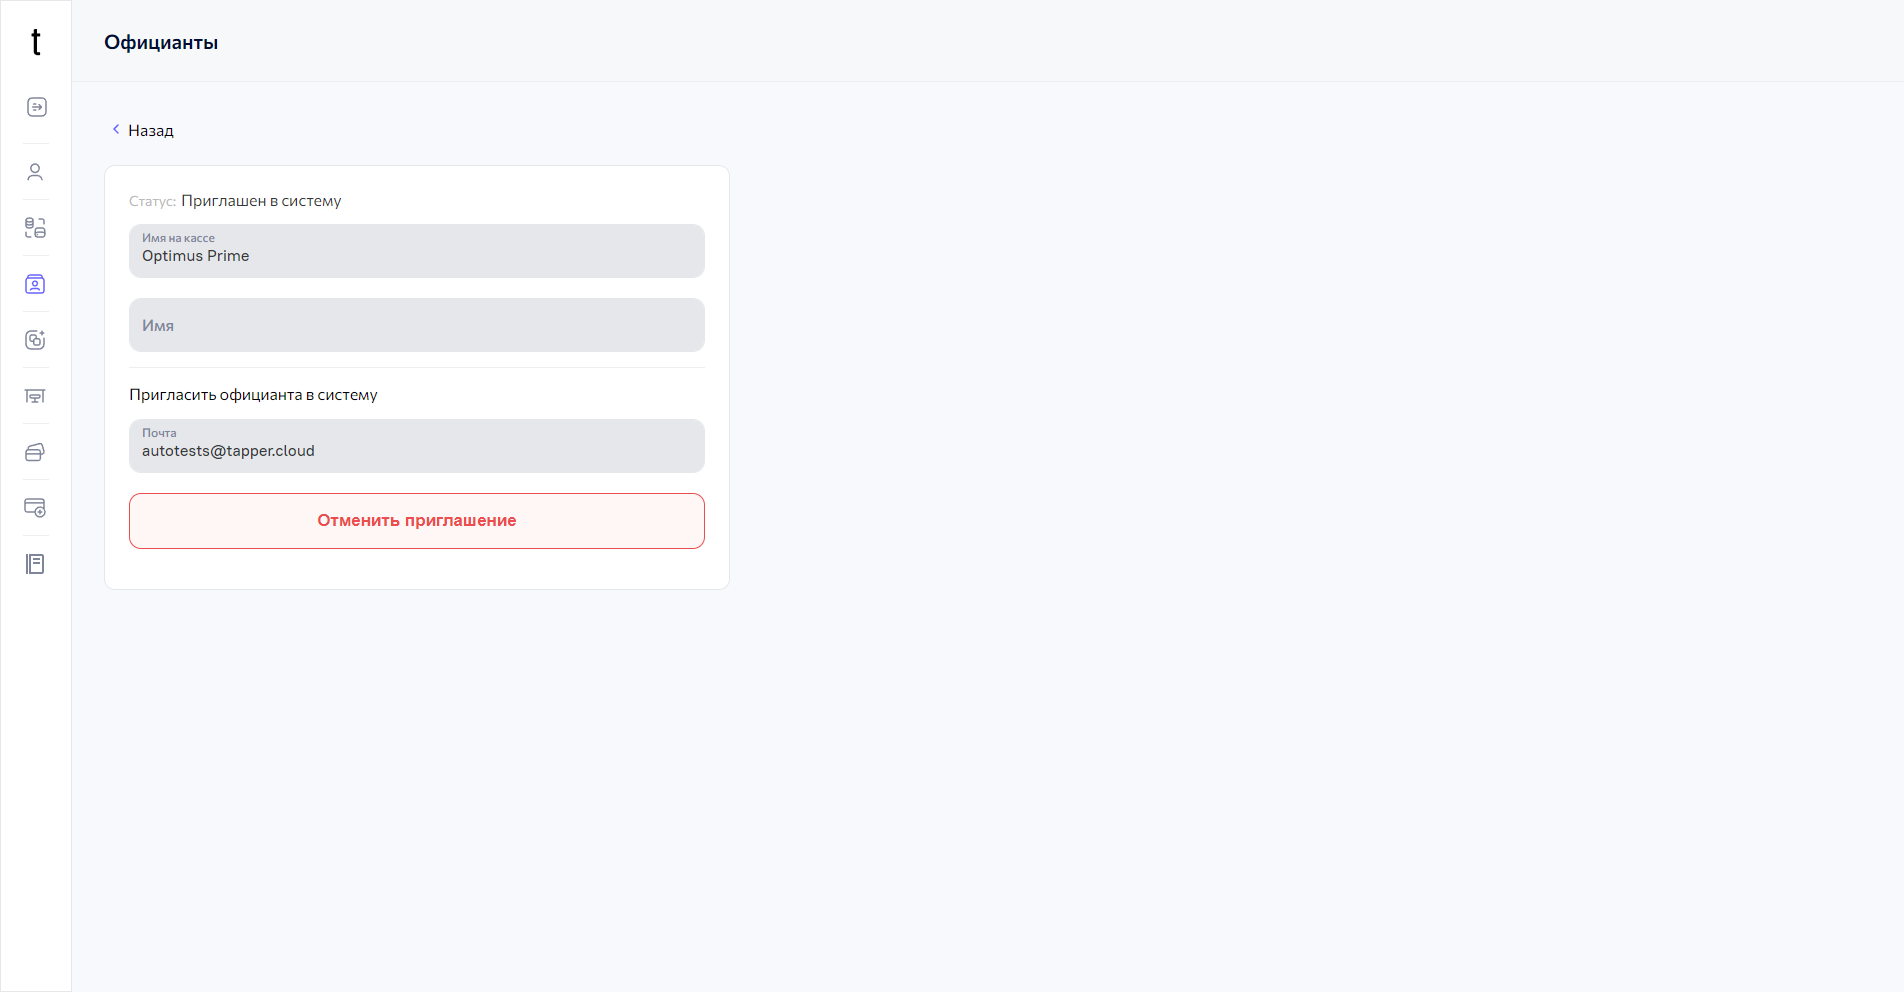 t
Официанты
Назад
Статус: Приглашен в систему
Имя на кассе
Optimus Prime
Имя
Пригласить официанта в систему
Почта
autotests@tapper.cloud
Отменить приглашение